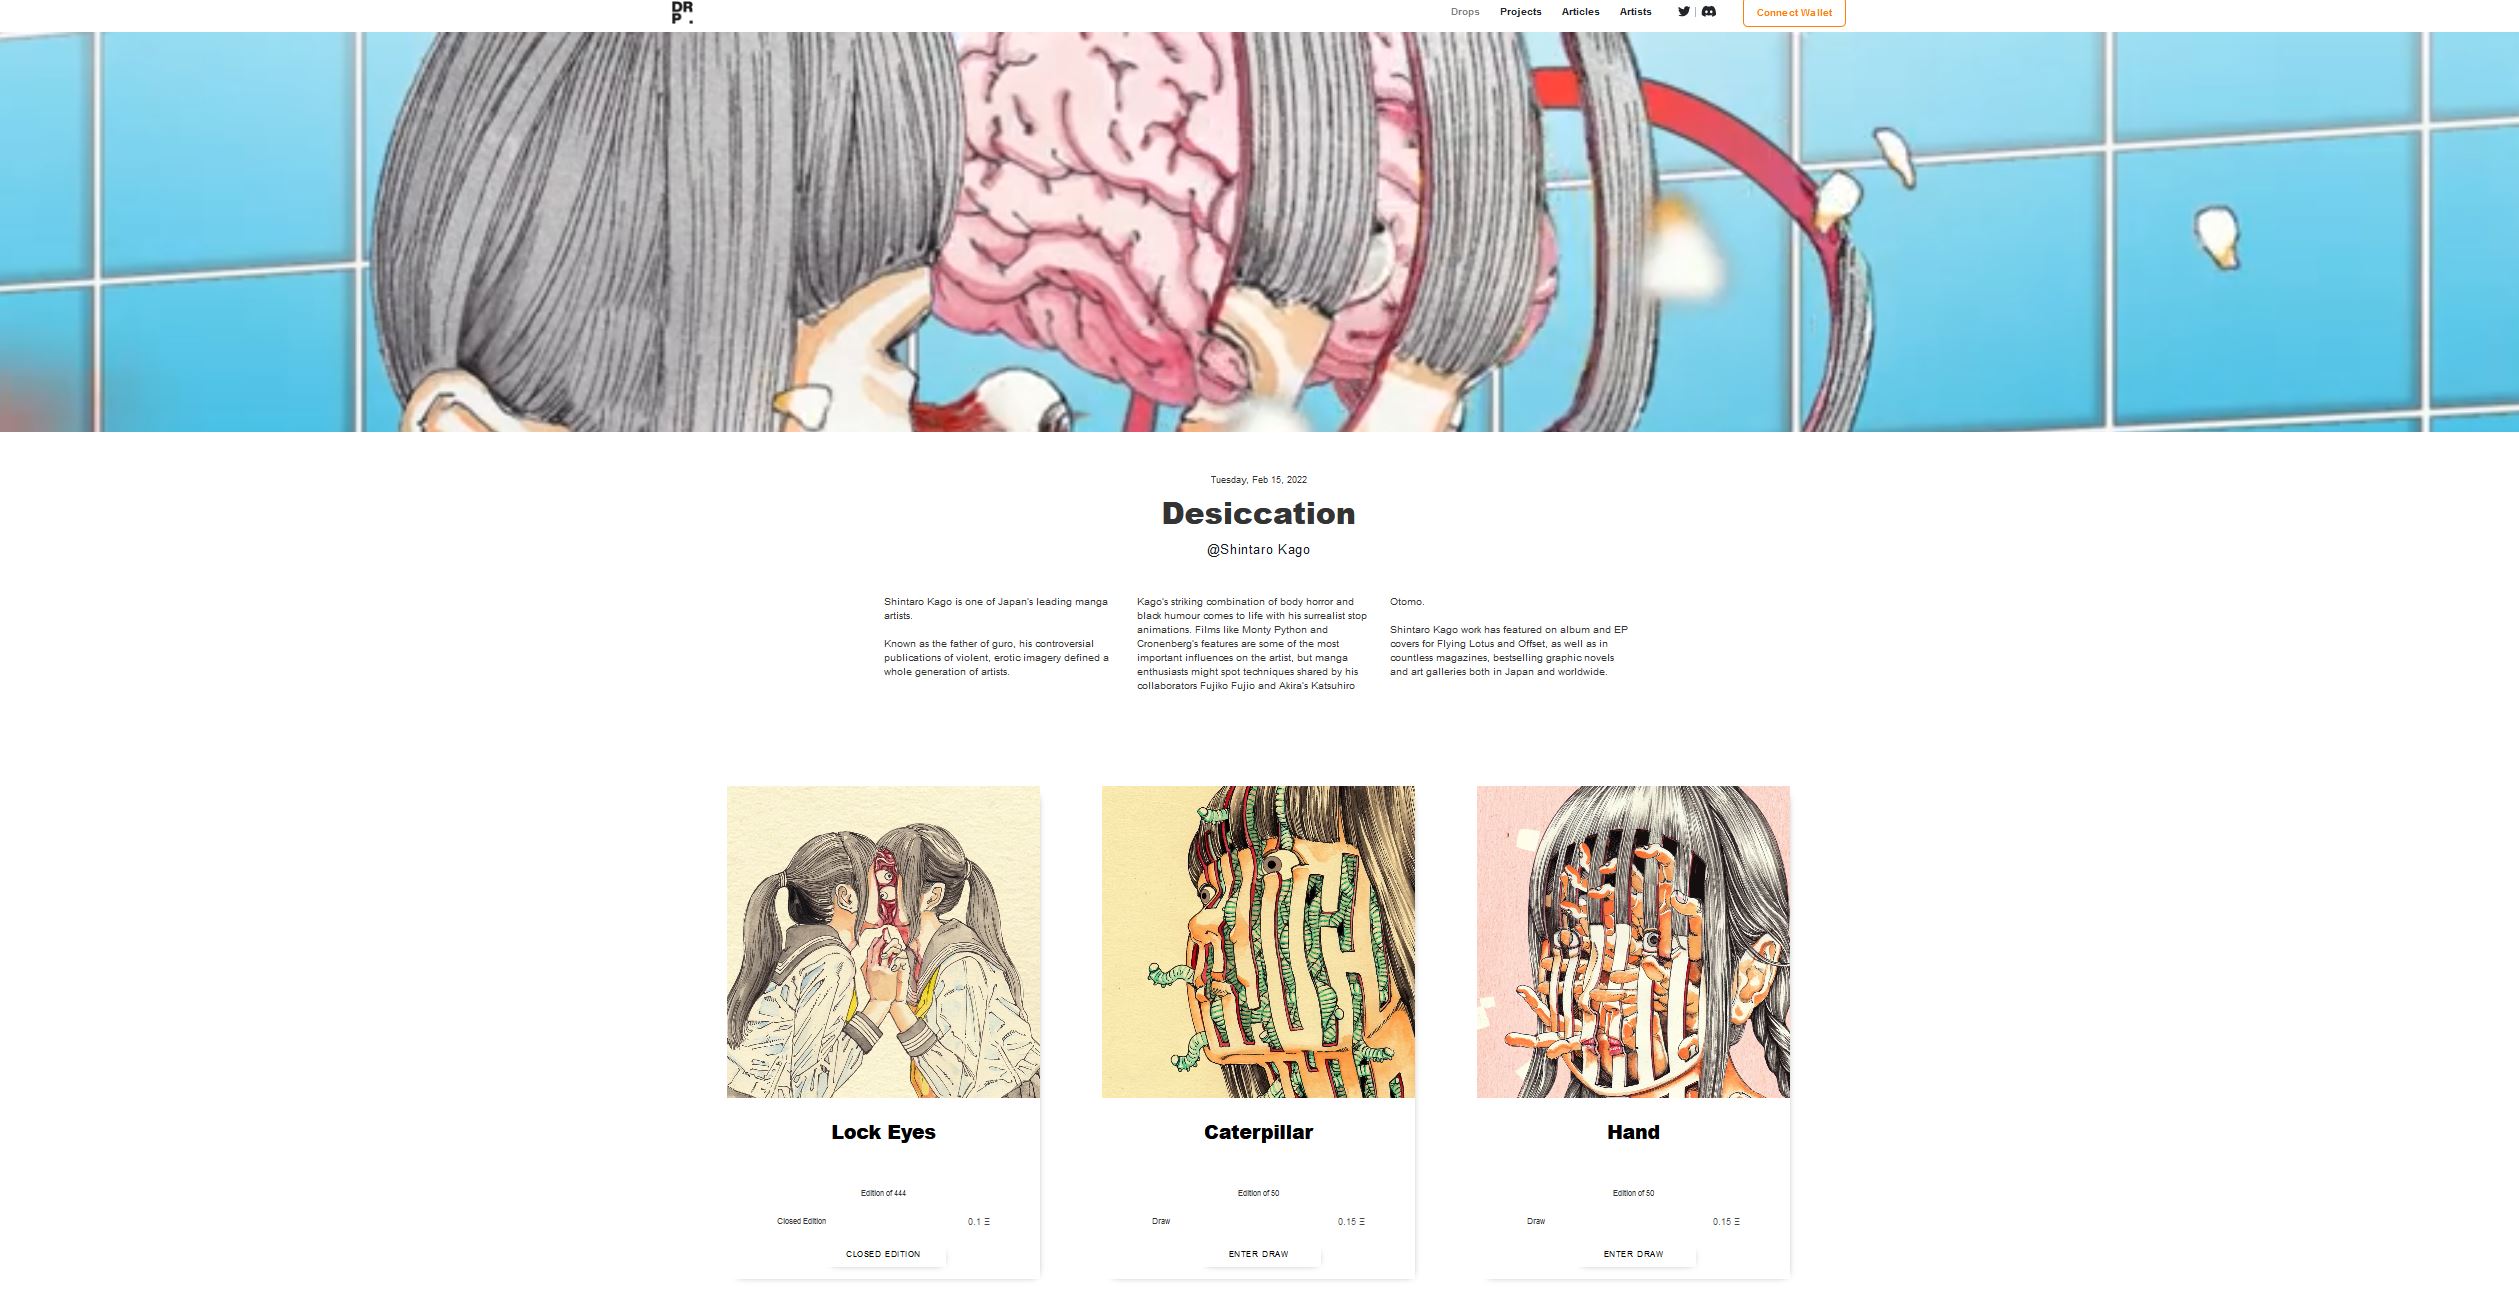 DR
P .
Drops Projects Articles Artists Connect Wallet
Tuesday, Feb 15, 2022
Desiccation
@Shintaro Kago
Shintaro Kago is one of Japan's leading manga
artists.
Known as the father of guro, his controversial
publications of violent, erotic imagery defined a
whole generation of artists.
Kago's striking combination of body horror and
black humour comes to life with his surrealist stop
animations. Films like Monty Python and
Cronenberg's features are some of the most
important influences on the artist, but manga
enthusiasts might spot techniques shared by his
collaborators Fujiko Fujio and Akira's Katsuhiro
Otomo.
Shintaro Kago work has featured on album and EP
covers for Flying Lotus and Offset, as well as in
countless magazines, bestselling graphic novels
and art galleries both in Japan and worldwide.
Lock Eyes
Edition of 444
Closed Edition 0.1 Ξ
CLOSED EDITION
Caterpillar
Edition of 50
Draw 0.15 Ξ
ENTER DRAW
Hand
Edition of 50
Draw 0.15 Ξ
ENTER DRAW